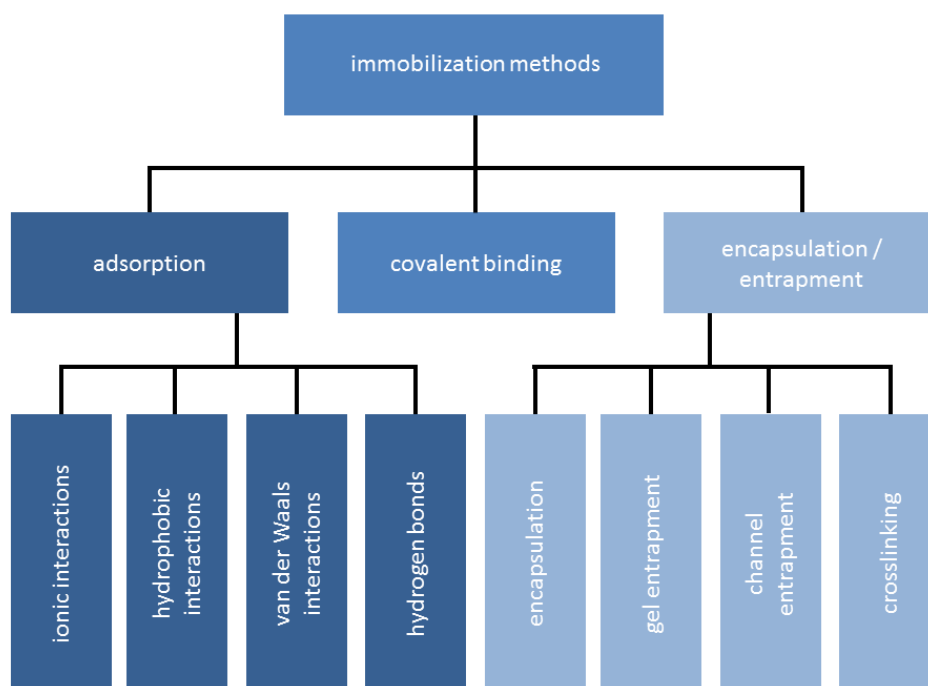 immobilization methods
adsorption
covalent binding
encapsulation /
entrapment
ionic interactions
hydrophobic
interactions
van der Waals
interactions
hydrogen bonds
encapsulation
gel entrapment
channel
entrapment
crosslinking